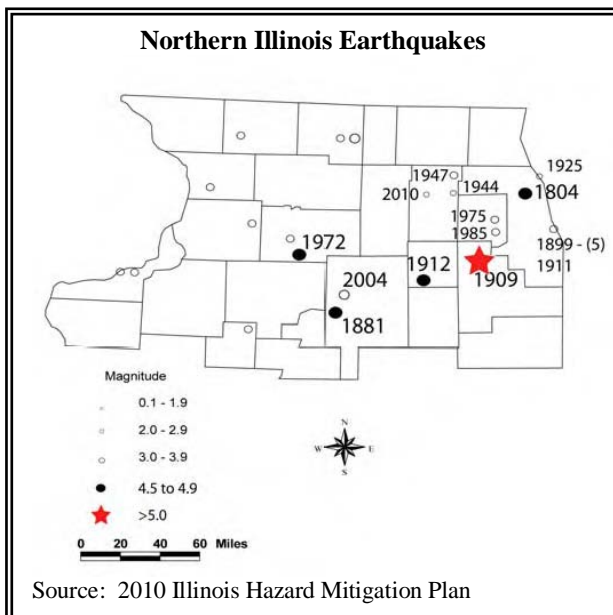 Northern Illinois Earthquakes
1925
1947
2010
1944
1804
1975
1985
1972
1899 - (5)
1911
1912
1909
2004
1881
Magnitude
0.1 - 1.9
2.0 - 2.9
3.0 - 3.9
4.5 to 4.9
>5.0
N
W
E
S
0 20 40 60 Miles
Source: 2010 Illinois Hazard Mitigation Plan